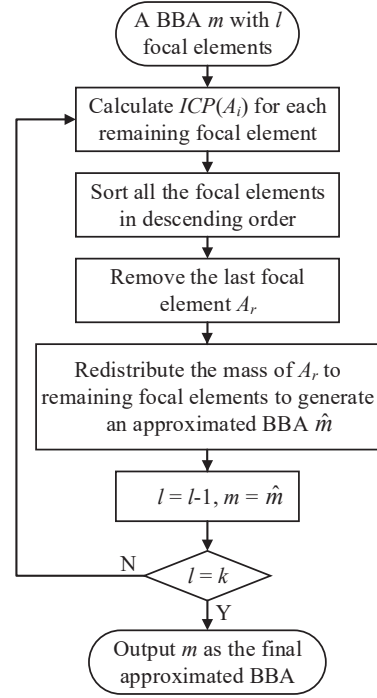 A BBA m with l
focal elements
Calculate ICP(Aᵢ) for each
remaining focal element
Sort all the focal elements
in descending order
Remove the last focal
element Aᵣ
Redistribute the mass of Aᵣ to
remaining focal elements to generate
an approximated BBA m̂
l = l-1, m = m̂
N
l = k
Y
Output m as the final
approximated BBA